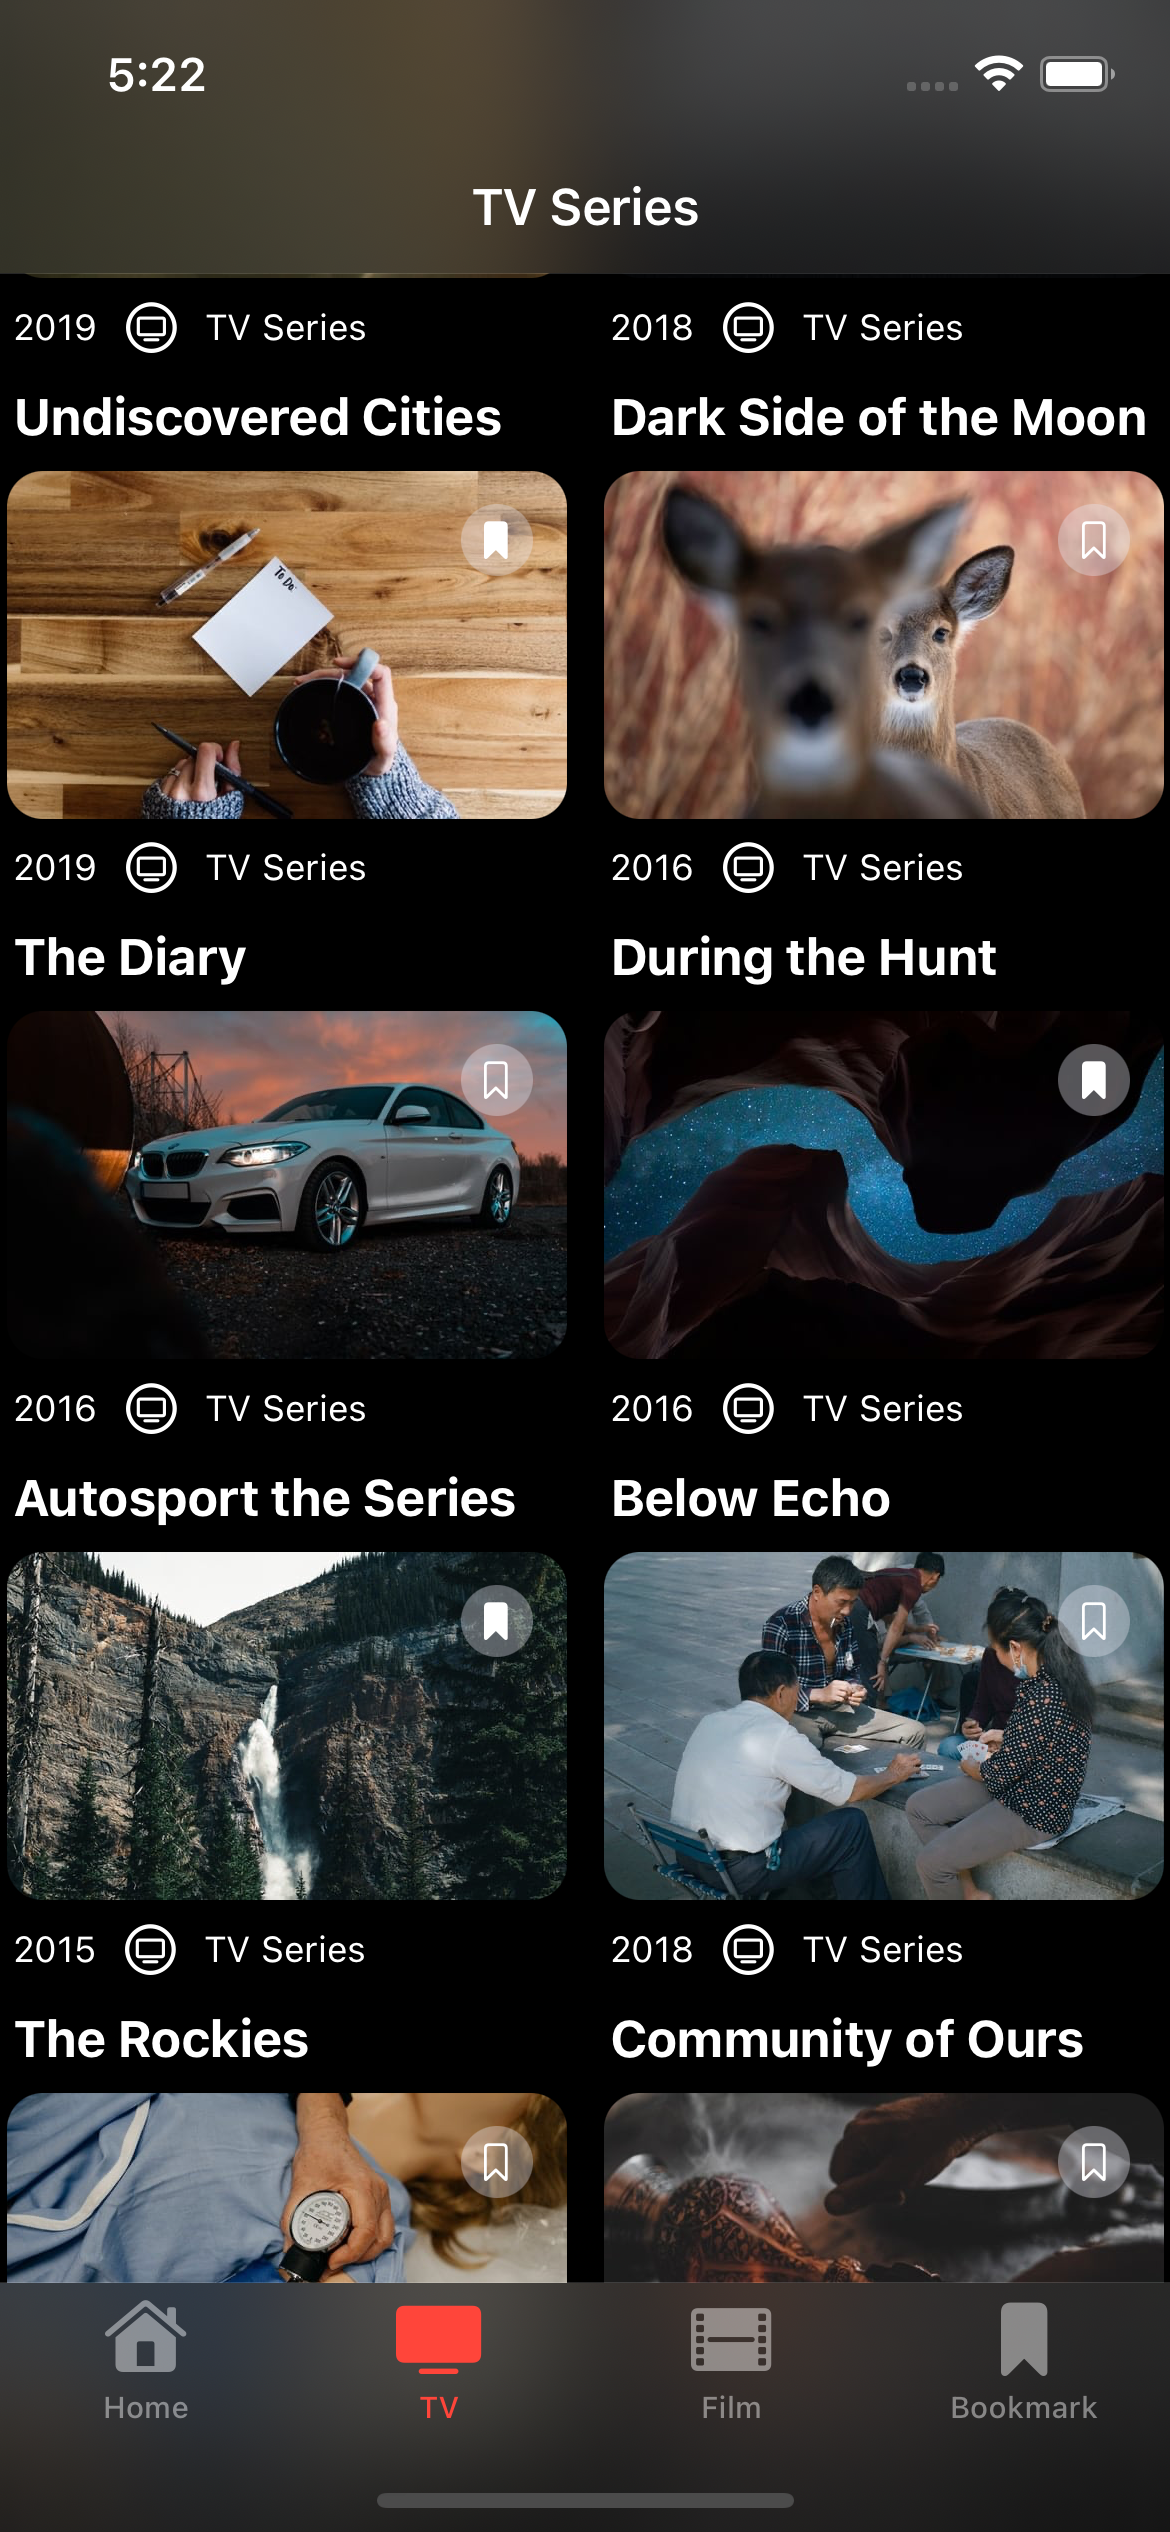 5:22
TV Series
2019 TV Series
2018 TV Series
Undiscovered Cities
Dark Side of the Moon
To Do
2019 TV Series
2016 TV Series
The Diary
During the Hunt
2016 TV Series
2016 TV Series
Autosport the Series
Below Echo
2015 TV Series
2018 TV Series
The Rockies
Community of Ours
Home
TV
Film
Bookmark